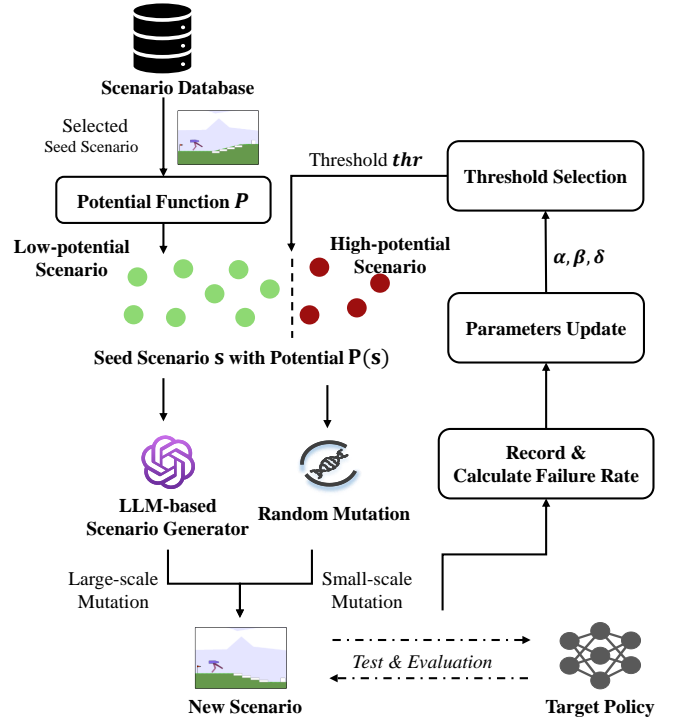 Scenario Database
Selected
Seed Scenario
Threshold thr
Threshold Selection
Potential Function P
Low-potential
Scenario
High-potential
Scenario
α, β, δ
Parameters Update
Seed Scenario s with Potential P(s)
Record &
Calculate Failure Rate
LLM-based
Scenario Generator
Random Mutation
Large-scale
Mutation
Small-scale
Mutation
Test & Evaluation
New Scenario
Target Policy